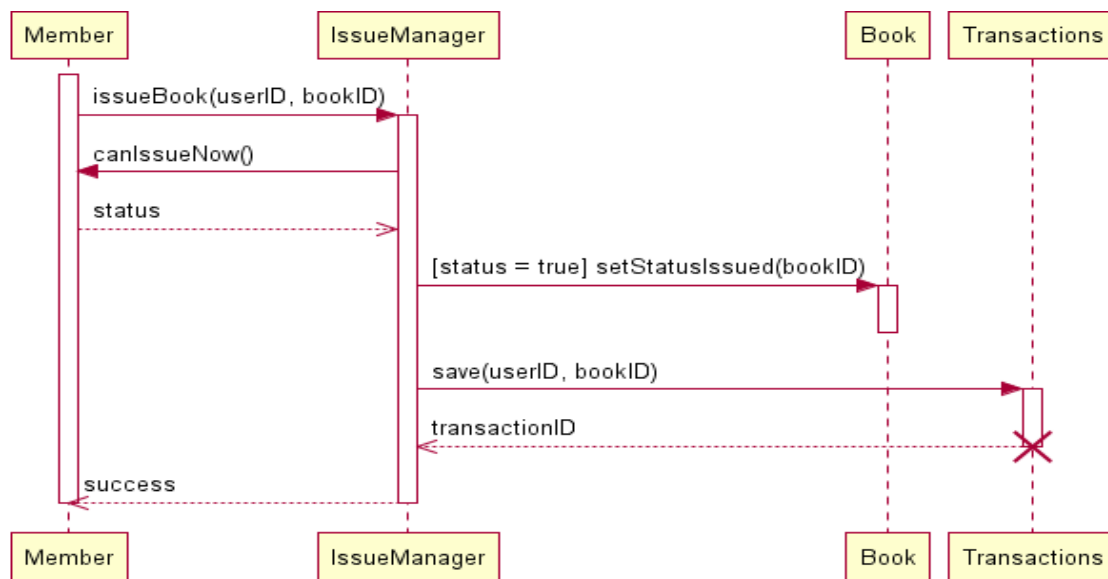 Member IssueManager Book Transactions
issueBook(userID, bookID)
canIssueNow()
status
[status = true] setStatusIssued(bookID)
save(userID, bookID)
transactionID
success
Member IssueManager Book Transactions